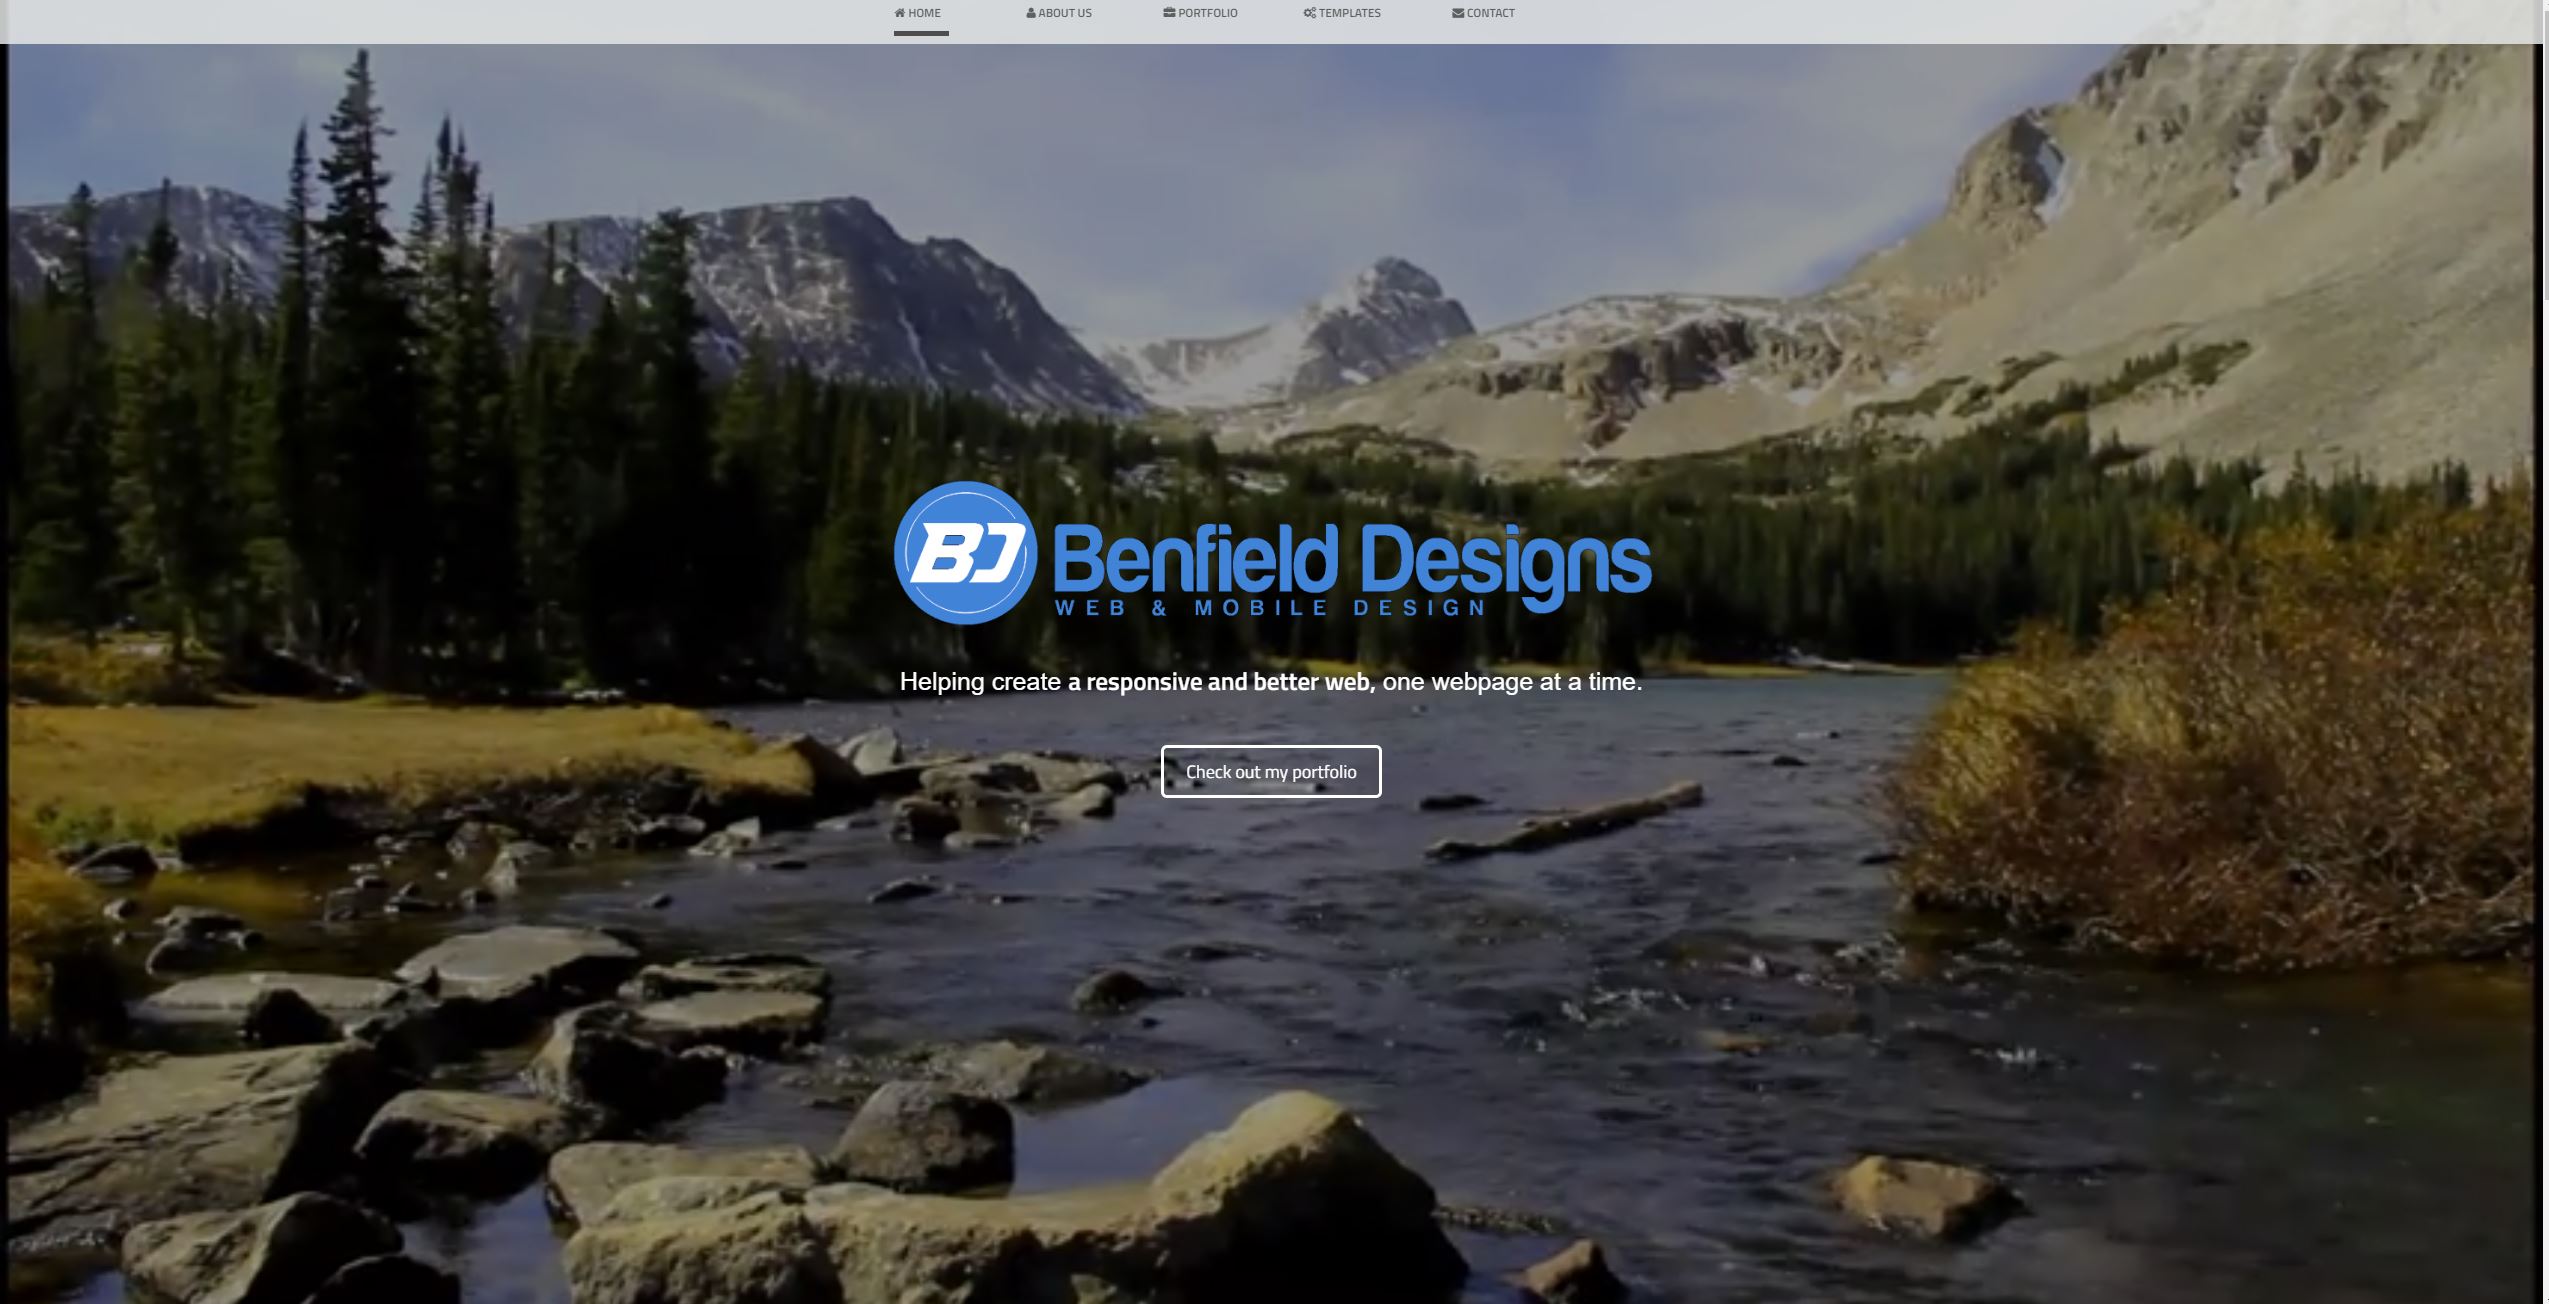 HOME ABOUT US PORTFOLIO TEMPLATES CONTACT
BD Benfield Designs
WEB & MOBILE DESIGN
Helping create a responsive and better web, one webpage at a time.
Check out my portfolio